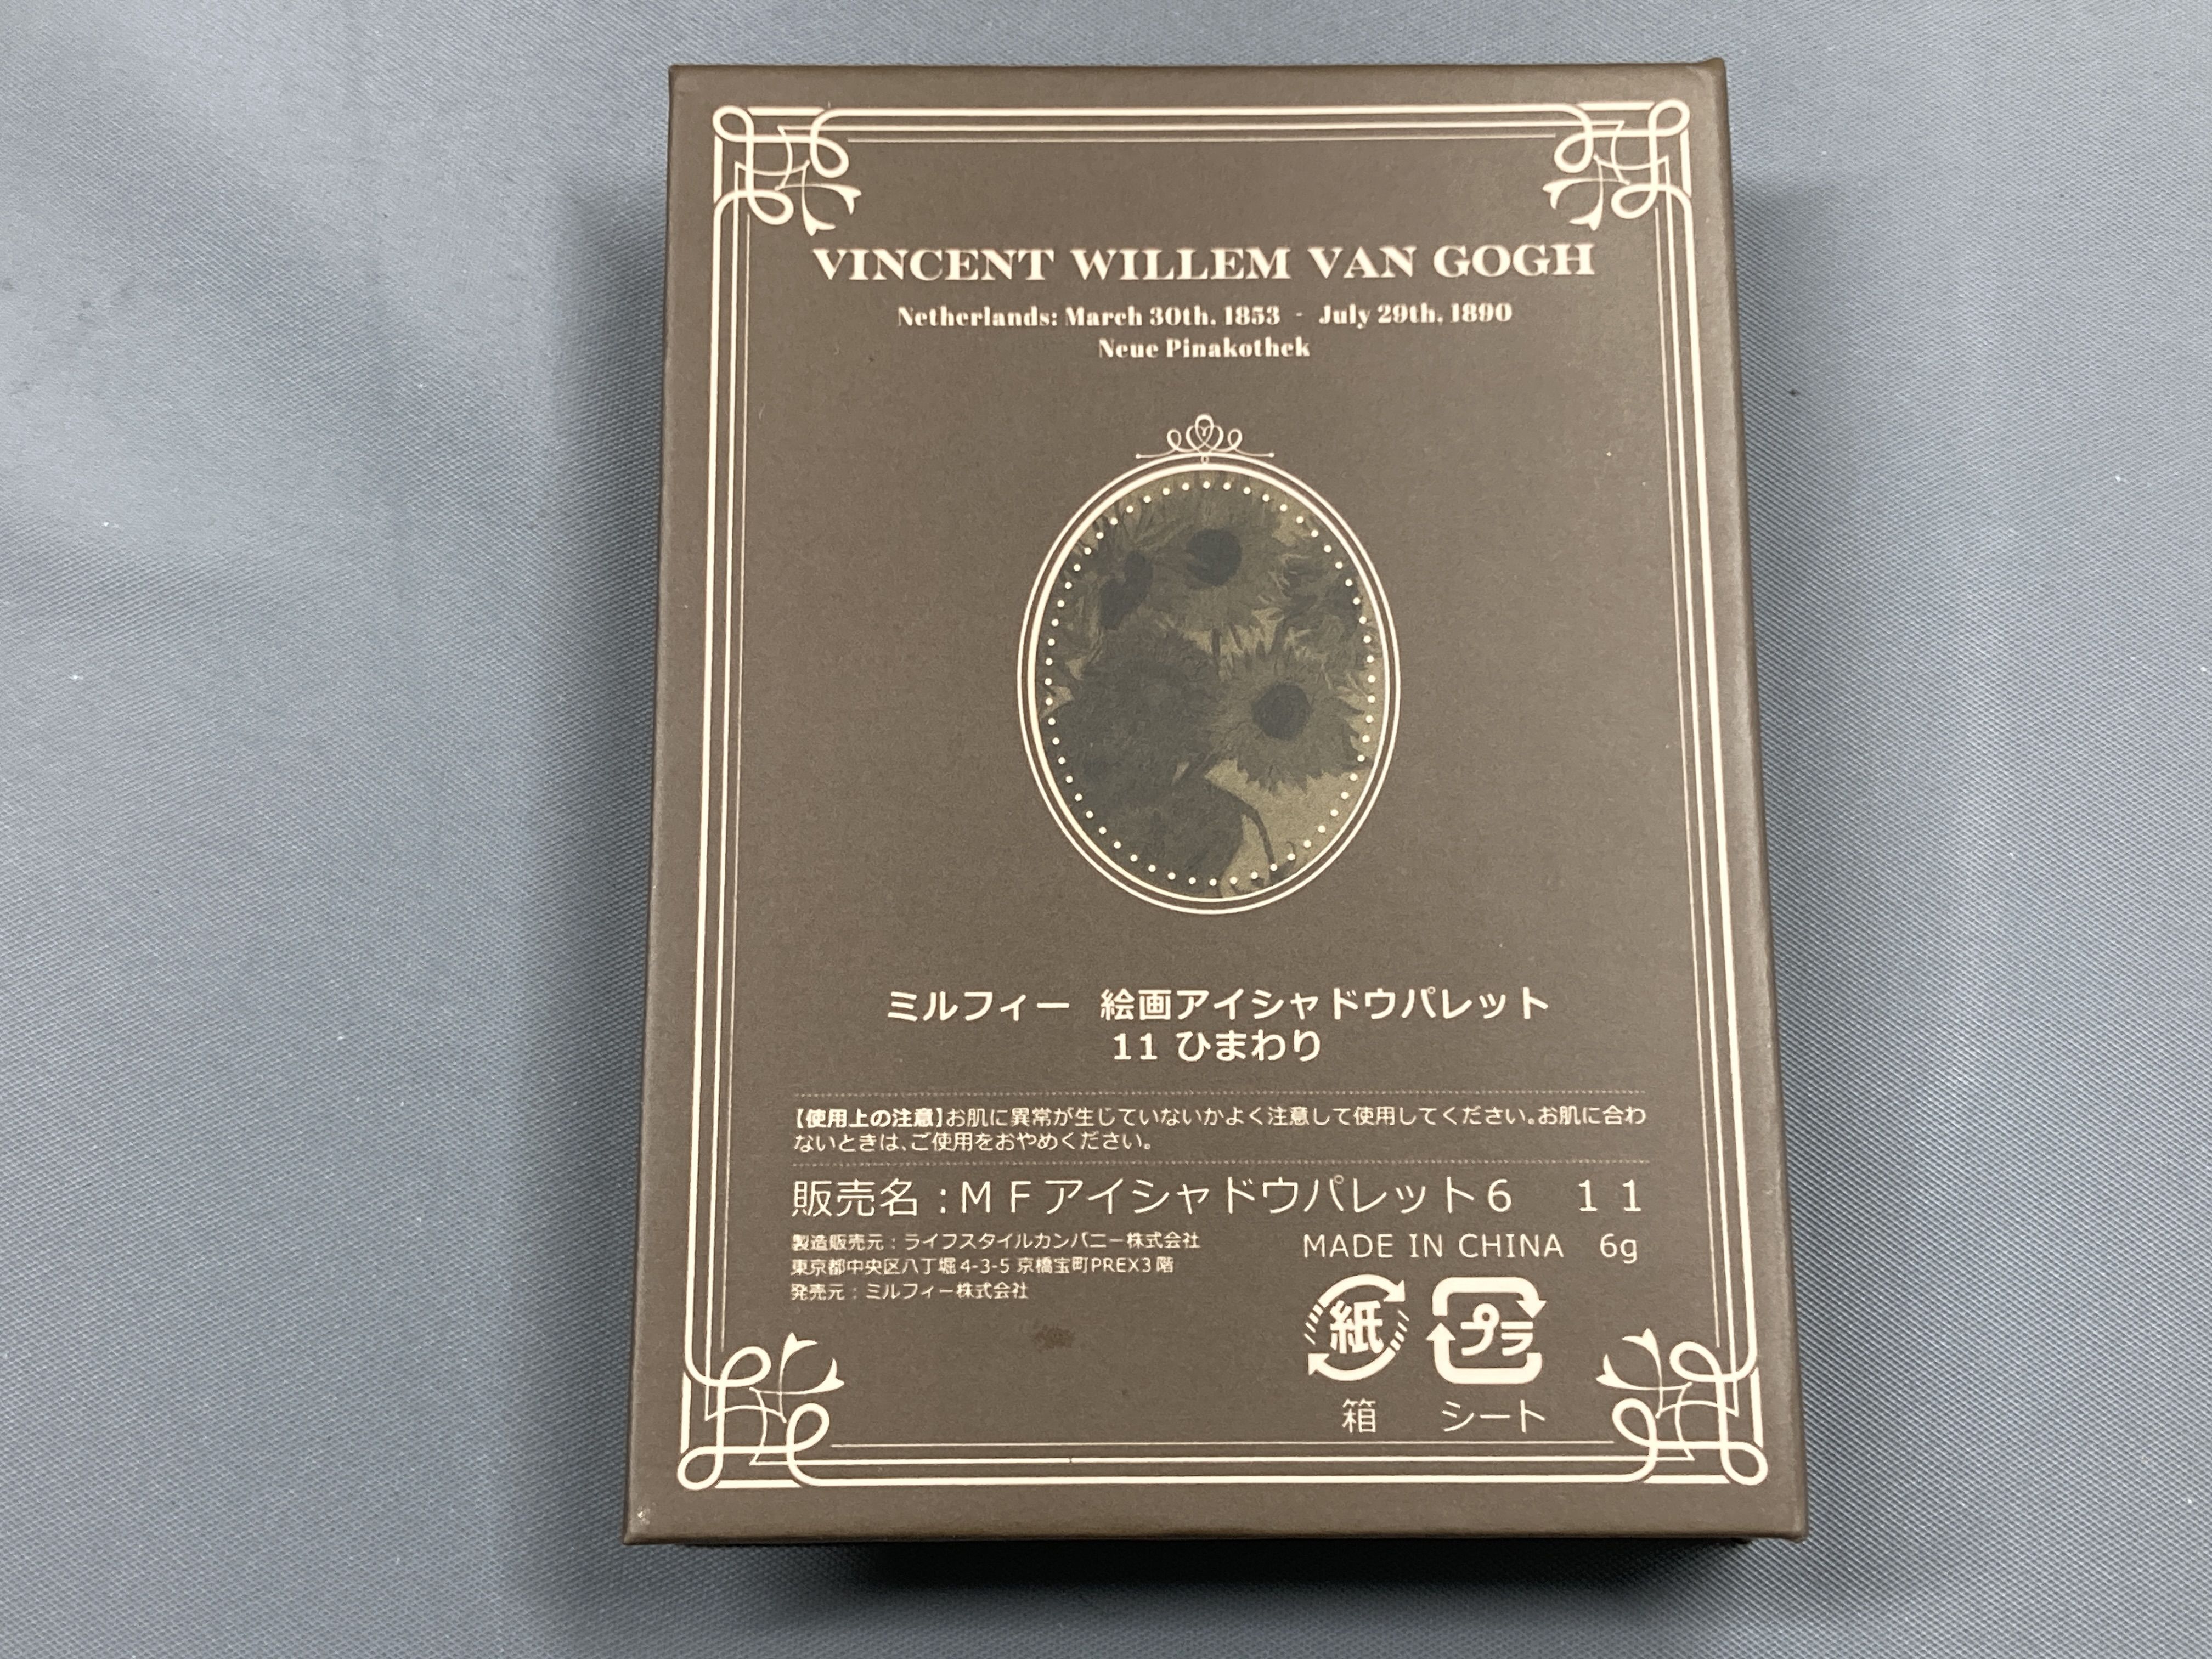 VINCENT WILLEM VAN GOGH
Netherlands: March 30th. 1853 - July 29th. 1890
Neue Pinakothek
ミルフィー 絵画アイシャドウパレット
11 ひまわり
【使用上の注意】お肌に異常が生じていないかよく注意して使用してください。お肌に合わ
ないときは、ご使用をおやめください。
販売名:ＭＦアイシャドウパレット６ １１
製造販売元:ライフスタイルカンパニー株式会社
東京都中央区八丁堀4-3-5 京橋宝町PREX3階
発売元:ミルフィー株式会社
MADE IN CHINA 6g
紙 プラ
箱 シート